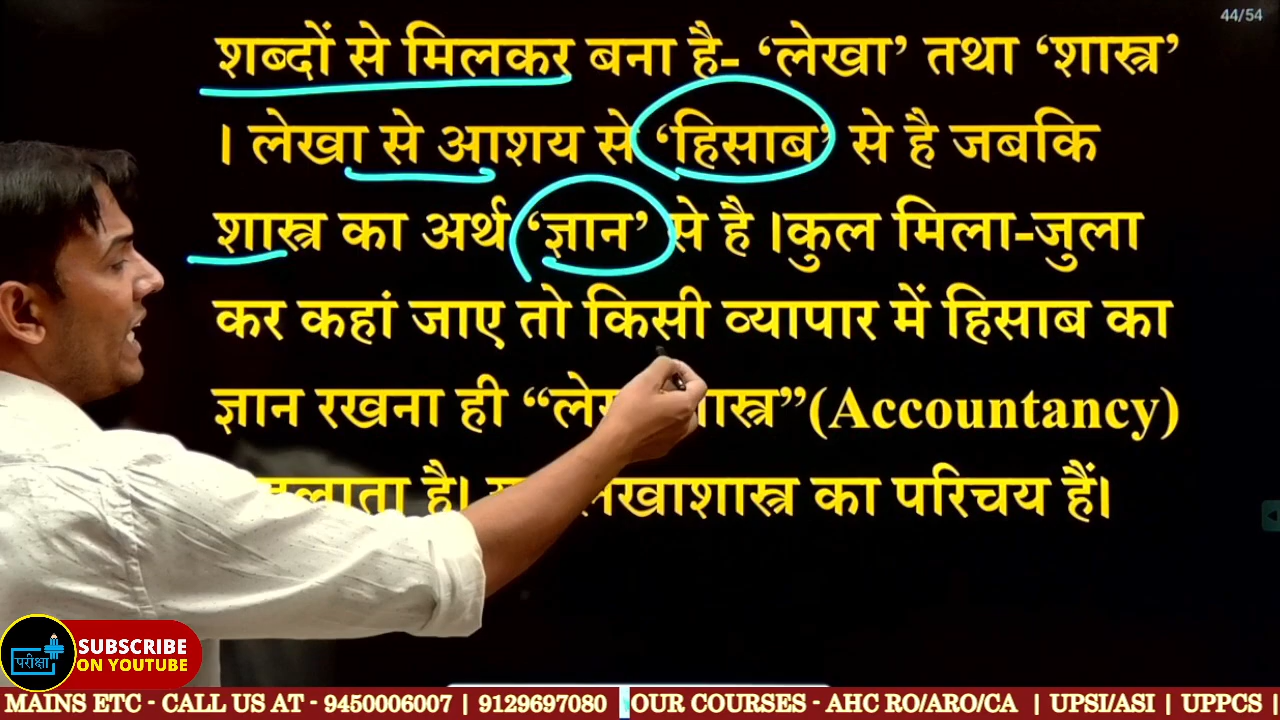 44/54
शब्दों से मिलकर बना है- ‘लेखा’ तथा ‘शास्त्र’
। लेखा से आशय से ‘हिसाब’ से है जबकि
शास्त्र का अर्थ ‘ज्ञान’ से है ।कुल मिला-जुला
कर कहां जाए तो किसी व्यापार में हिसाब का
ज्ञान रखना ही “ (Accountancy)
है। का परिचय हैं।
परीक्षा
SUBSCRIBE
ON YOUTUBE
MAINS ETC - CALL US AT - 9450006007 | 9129697080 OUR COURSES - AHC RO/ARO/CA | UPSI/ASI | UPPCS |